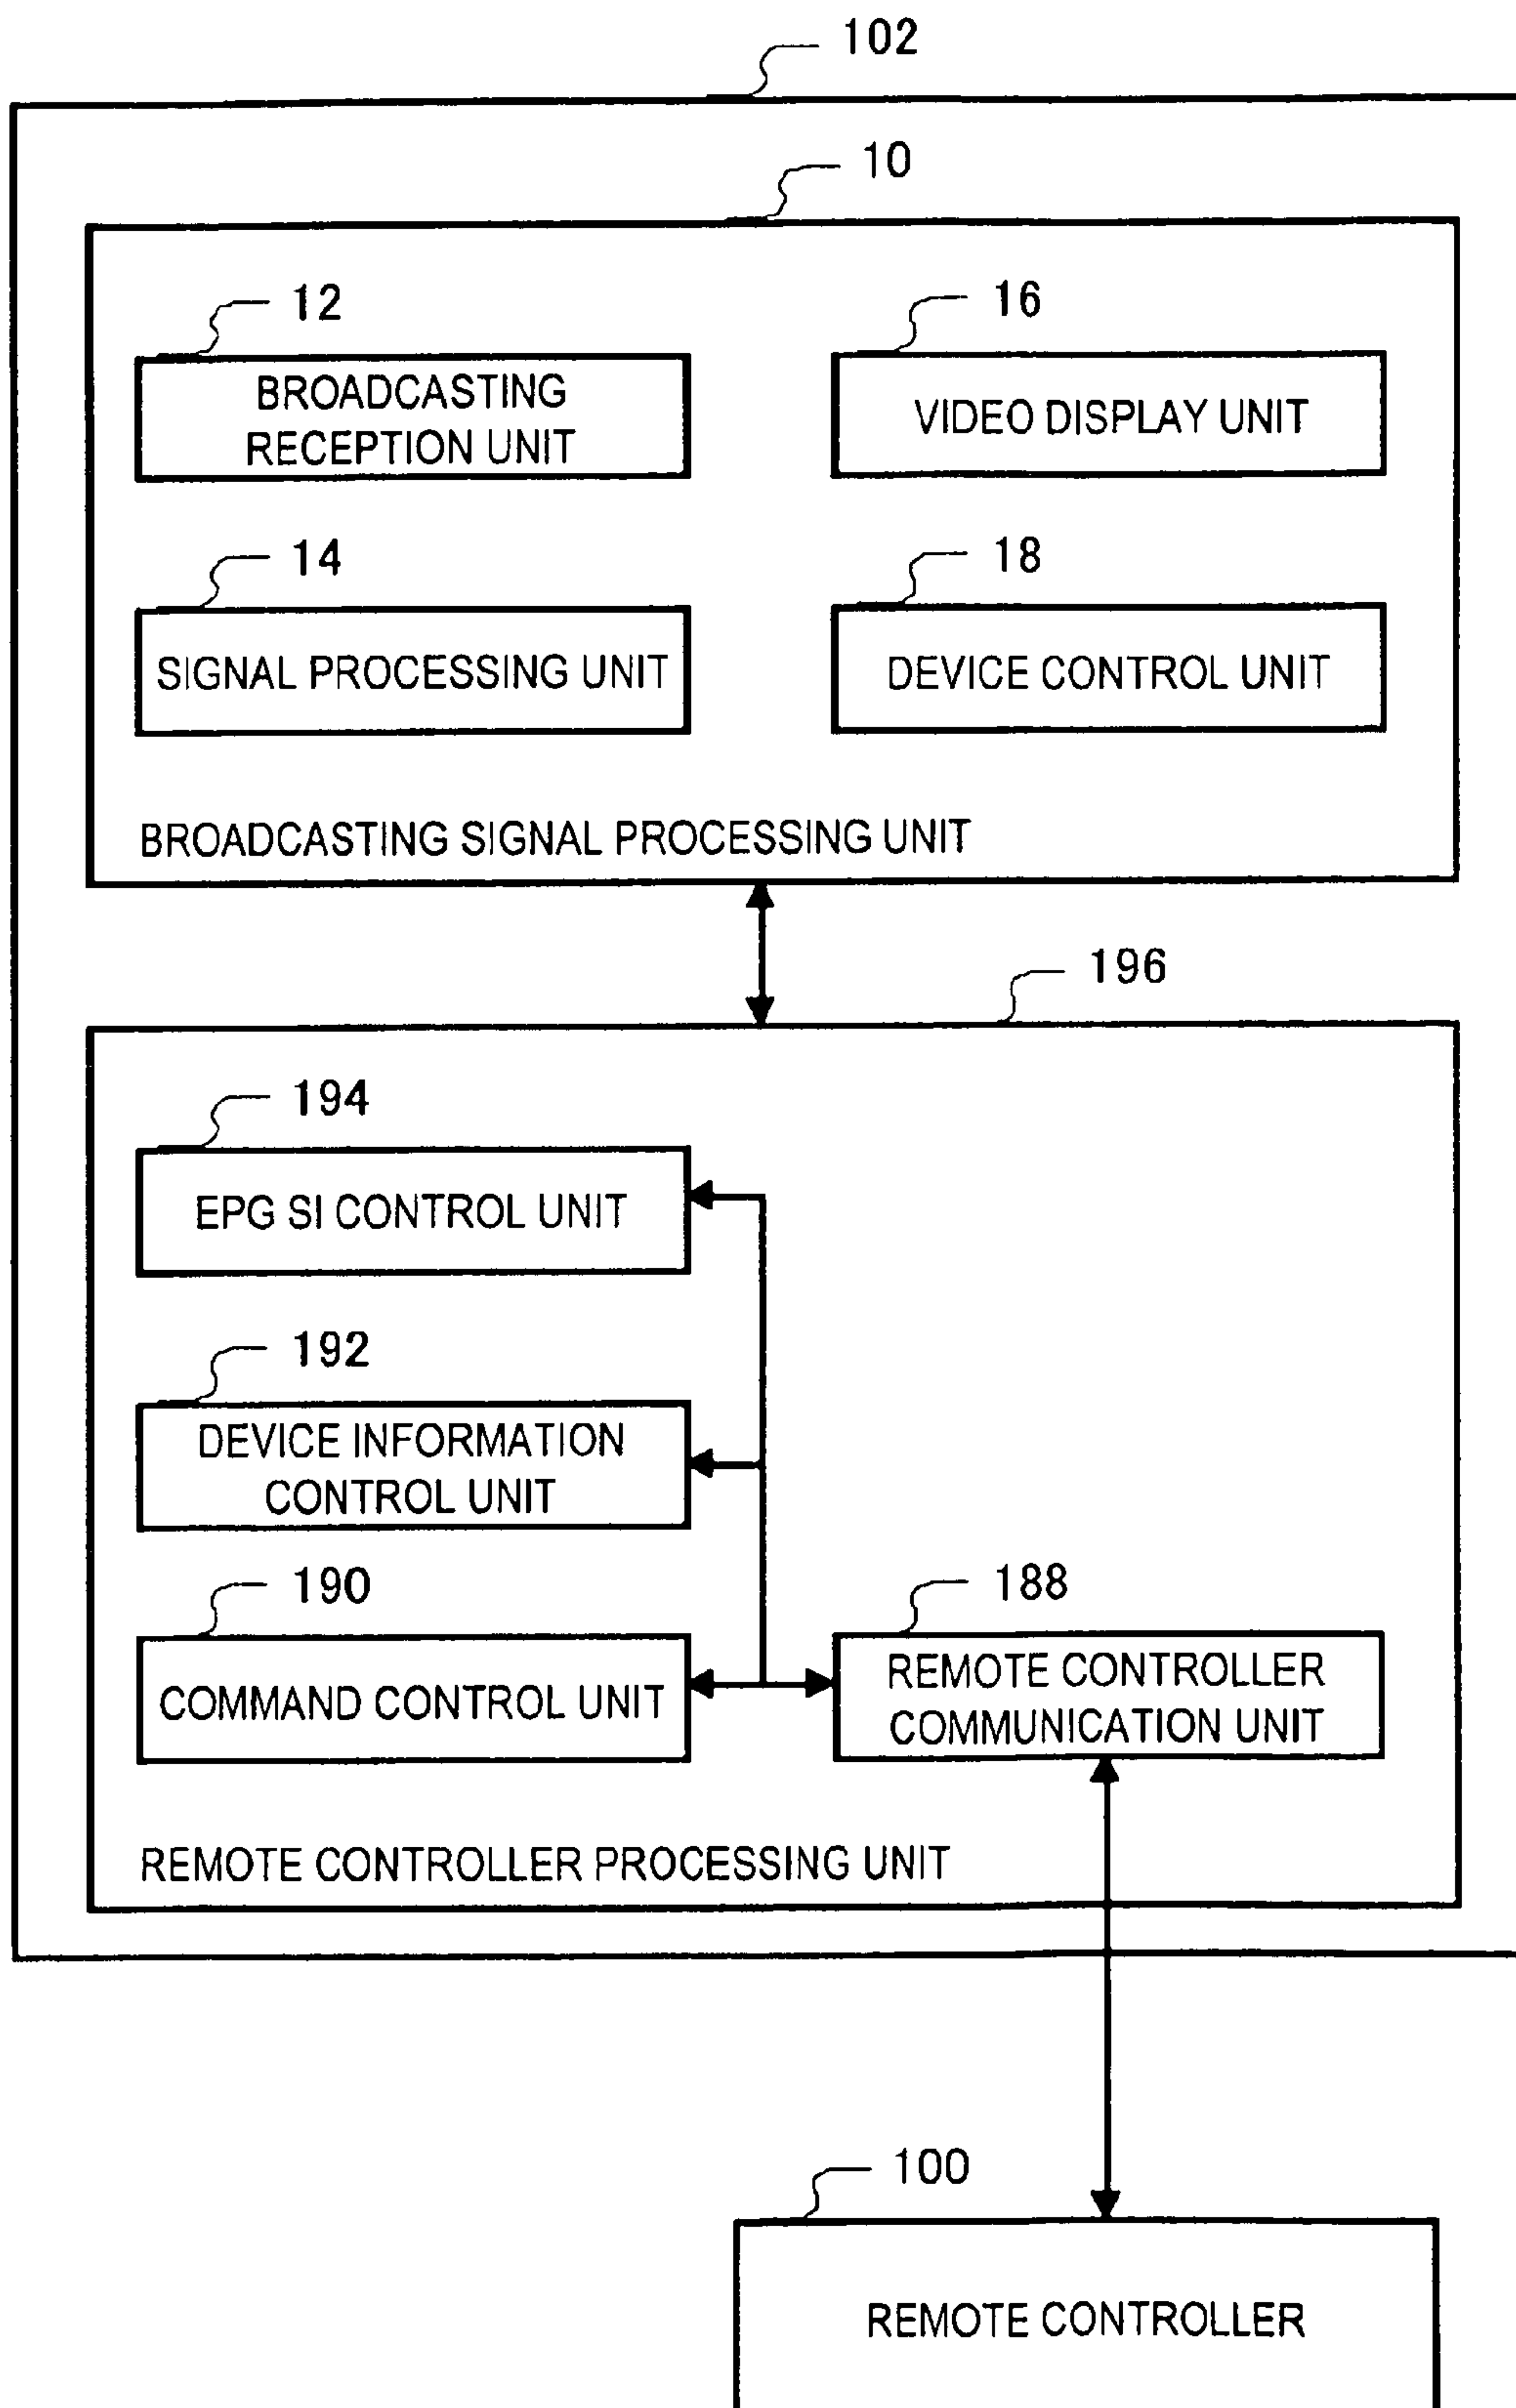 102
10
12
16
BROADCASTING
RECEPTION UNIT
VIDEO DISPLAY UNIT
14
18
SIGNAL PROCESSING UNIT
DEVICE CONTROL UNIT
BROADCASTING SIGNAL PROCESSING UNIT
196
194
EPG SI CONTROL UNIT
192
DEVICE INFORMATION
CONTROL UNIT
190
188
COMMAND CONTROL UNIT
REMOTE CONTROLLER
COMMUNICATION UNIT
REMOTE CONTROLLER PROCESSING UNIT
100
REMOTE CONTROLLER